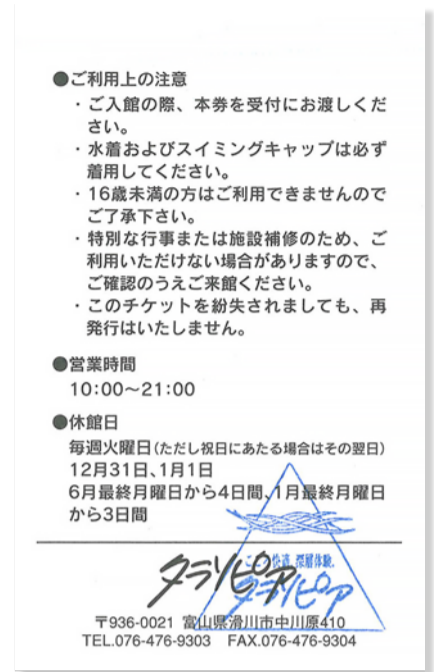 ●ご利用上の注意
・ご入館の際、本券を受付にお渡しくだ
さい。
・水着およびスイミングキャップは必ず
着用してください。
・16歳未満の方はご利用できませんので
ご了承下さい。
・特別な行事または施設補修のため、ご
利用いただけない場合がありますので、
ご確認のうえご来館ください。
・このチケットを紛失されましても、再
発行はいたしません。
●営業時間
10:00〜21:00
●休館日
毎週火曜日(ただし祝日にあたる場合はその翌日)
12月31日、1月1日
6月最終月曜日から4日間、1月最終月曜日
から3日間
快適 深層体験。
タラソピア
タラソピア
〒936-0021 富山県滑川市中川原410
TEL.076-476-9303 FAX.076-476-9304